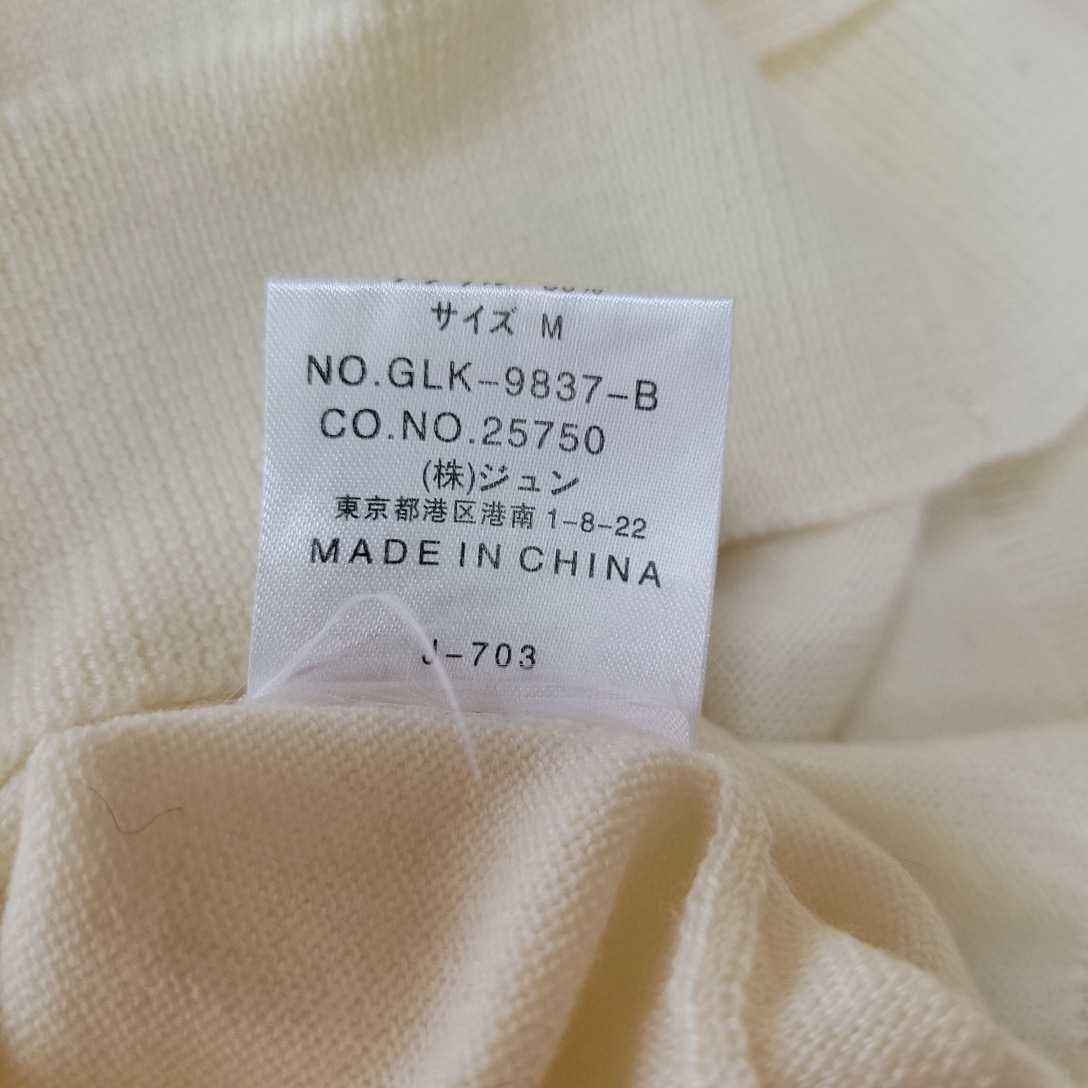 サイズ M
NO.GLK-9837-B
CO.NO.25750
(株)ジュン
東京都港区港南1-8-22
MADE IN CHINA
J-703